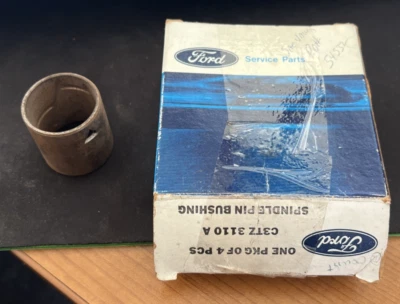 Ford
Service Parts
ONE PKG OF 4 PCS
C3TZ 3110 A
SPINDLE PIN BUSHING
Ford